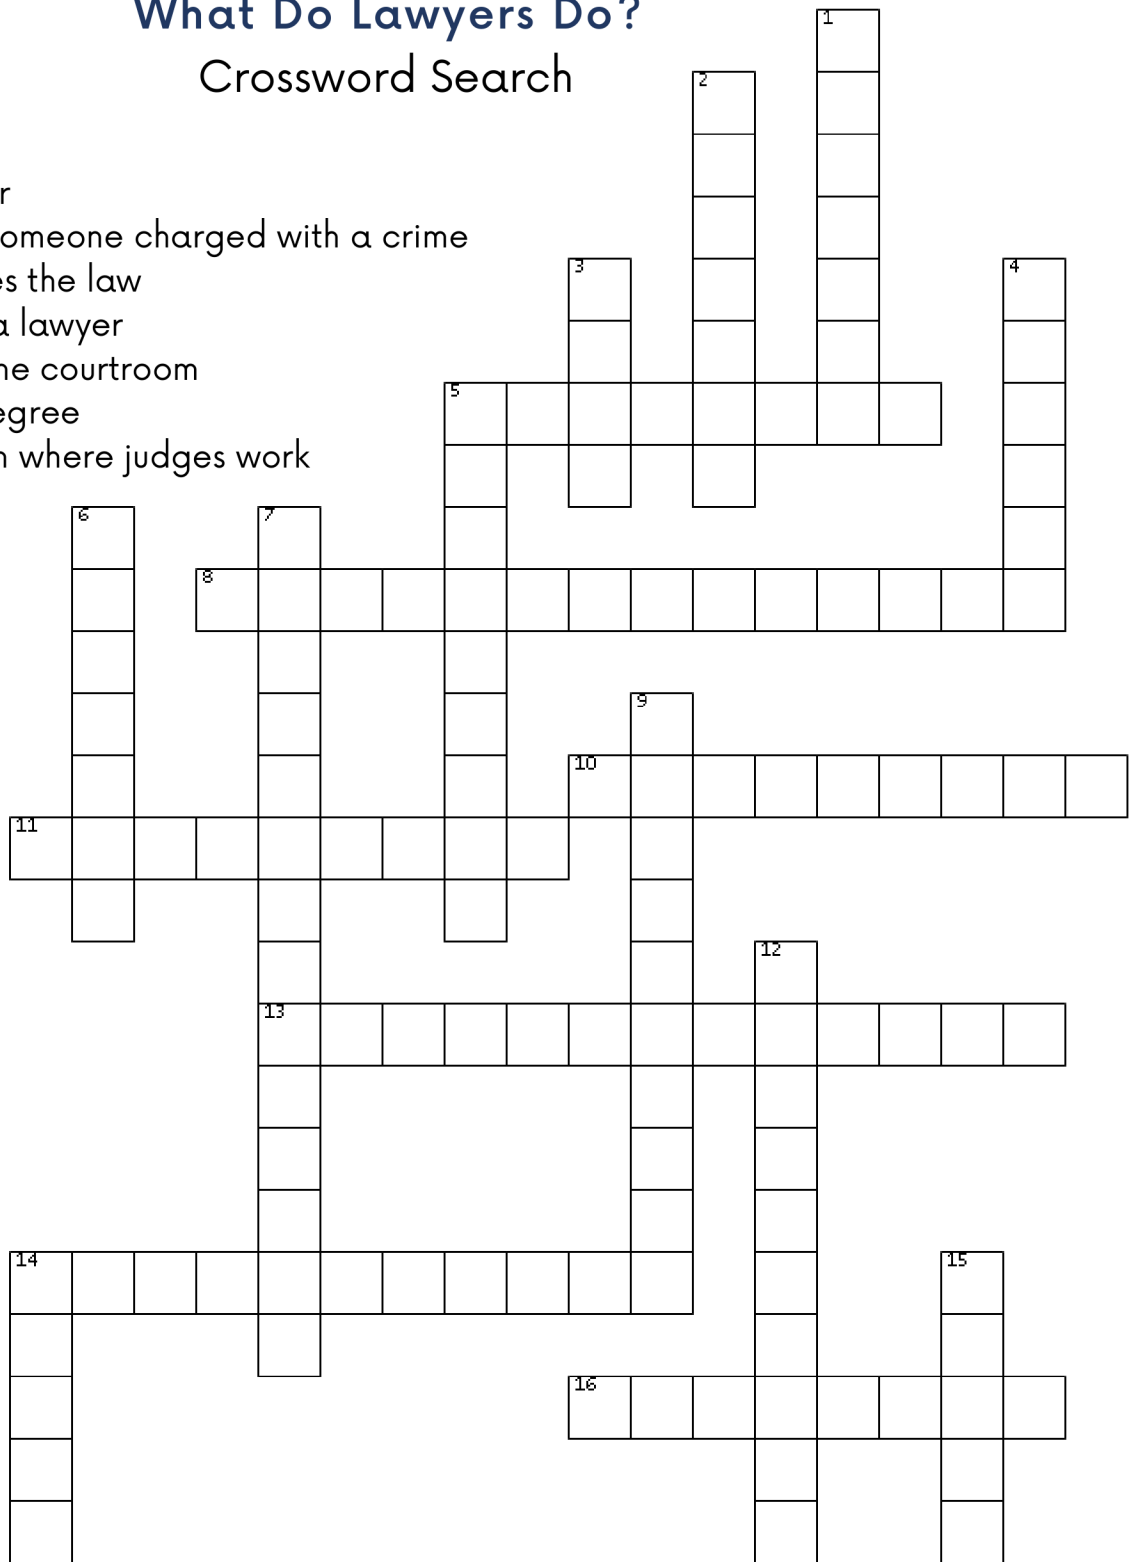 What Do Lawyers Do?
Crossword Search
1
2
r
omeone charged with a crime
es the law
3
4
a lawyer
he courtroom
5
egree
n where judges work
6
7
8
9
10
11
12
13
14
15
16